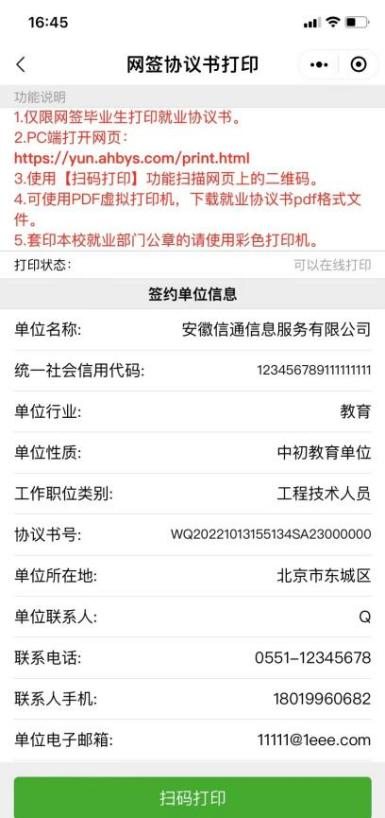 16:45
网签协议书打印
功能说明
1.仅限网签毕业生打印就业协议书。
2.PC端打开网页：
https://yun.ahbys.com/print.html
3.使用【扫码打印】功能扫描网页上的二维码。
4.可使用PDF虚拟打印机，下载就业协议书pdf格式文
件。
5.套印本校就业部门公章的请使用彩色打印机。
打印状态： 可以在线打印
签约单位信息
单位名称: 安徽信通信息服务有限公司
统一社会信用代码: 123456789111111111
单位行业: 教育
单位性质: 中初教育单位
工作职位类别: 工程技术人员
协议书号: WQ20221013155134SA23000000
单位所在地: 北京市东城区
单位联系人: Q
联系电话: 0551-12345678
联系人手机: 18019960682
单位电子邮箱: 11111@1eee.com
扫码打印